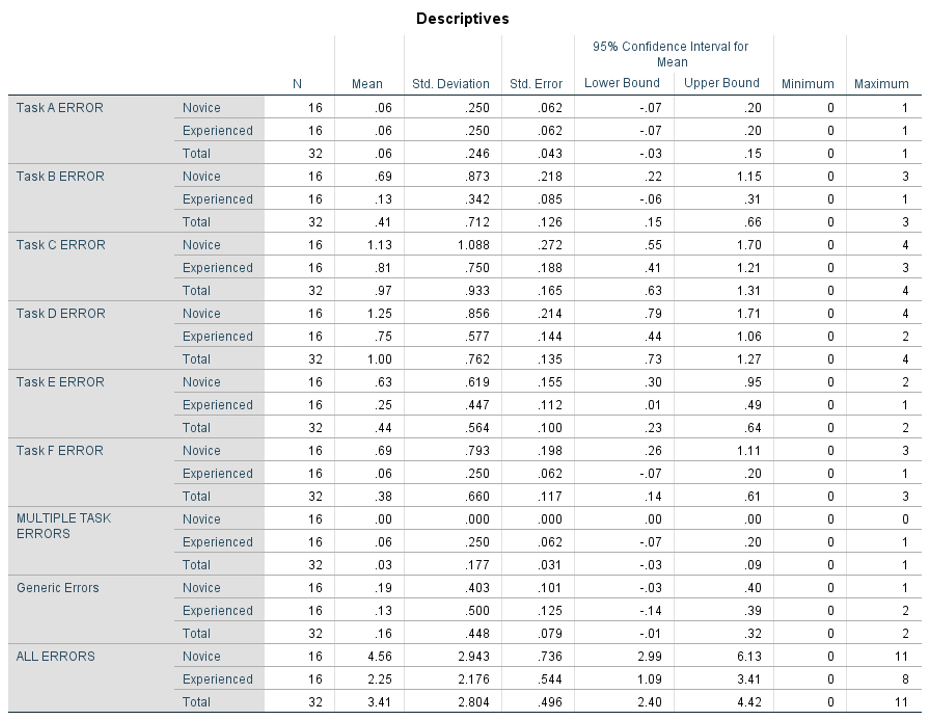 Descriptives
95% Confidence Interval for
Mean
N Mean Std. Deviation Std. Error Lower Bound Upper Bound Minimum Maximum
Task A ERROR Novice 16 .06 .250 .062 -.07 .20 0 1
Experienced 16 .06 .250 .062 -.07 .20 0 1
Total 32 .06 .246 .043 -.03 .15 0 1
Task B ERROR Novice 16 .69 .873 .218 .22 1.15 0 3
Experienced 16 .13 .342 .085 -.06 .31 0 1
Total 32 .41 .712 .126 .15 .66 0 3
Task C ERROR Novice 16 1.13 1.088 .272 .55 1.70 0 4
Experienced 16 .81 .750 .188 .41 1.21 0 3
Total 32 .97 .933 .165 .63 1.31 0 4
Task D ERROR Novice 16 1.25 .856 .214 .79 1.71 0 4
Experienced 16 .75 .577 .144 .44 1.06 0 2
Total 32 1.00 .762 .135 .73 1.27 0 4
Task E ERROR Novice 16 .63 .619 .155 .30 .95 0 2
Experienced 16 .25 .447 .112 .01 .49 0 1
Total 32 .44 .564 .100 .23 .64 0 2
Task F ERROR Novice 16 .69 .793 .198 .26 1.11 0 3
Experienced 16 .06 .250 .062 -.07 .20 0 1
Total 32 .38 .660 .117 .14 .61 0 3
MULTIPLE TASK ERRORS Novice 16 .00 .000 .000 .00 .00 0 0
Experienced 16 .06 .250 .062 -.07 .20 0 1
Total 32 .03 .177 .031 -.03 .09 0 1
Generic Errors Novice 16 .19 .403 .101 -.03 .40 0 1
Experienced 16 .13 .500 .125 -.14 .39 0 2
Total 32 .16 .448 .079 -.01 .32 0 2
ALL ERRORS Novice 16 4.56 2.943 .736 2.99 6.13 0 11
Experienced 16 2.25 2.176 .544 1.09 3.41 0 8
Total 32 3.41 2.804 .496 2.40 4.42 0 11